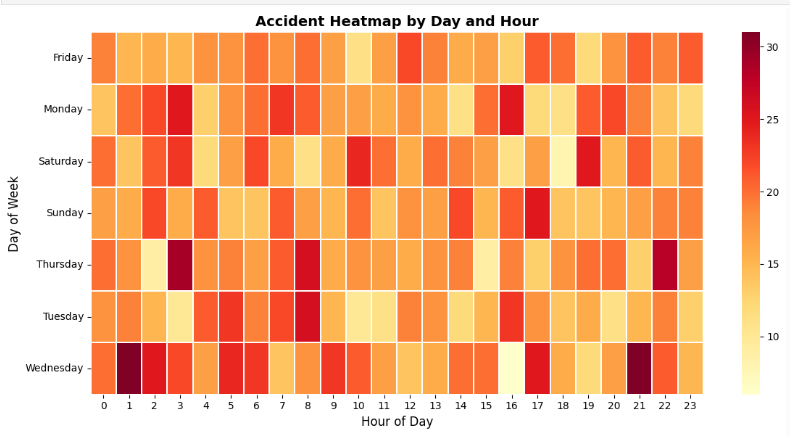 Accident Heatmap by Day and Hour
Day of Week
Friday
Monday
Saturday
Sunday
Thursday
Tuesday
Wednesday
0 1 2 3 4 5 6 7 8 9 10 11 12 13 14 15 16 17 18 19 20 21 22 23
Hour of Day
30
25
20
15
10